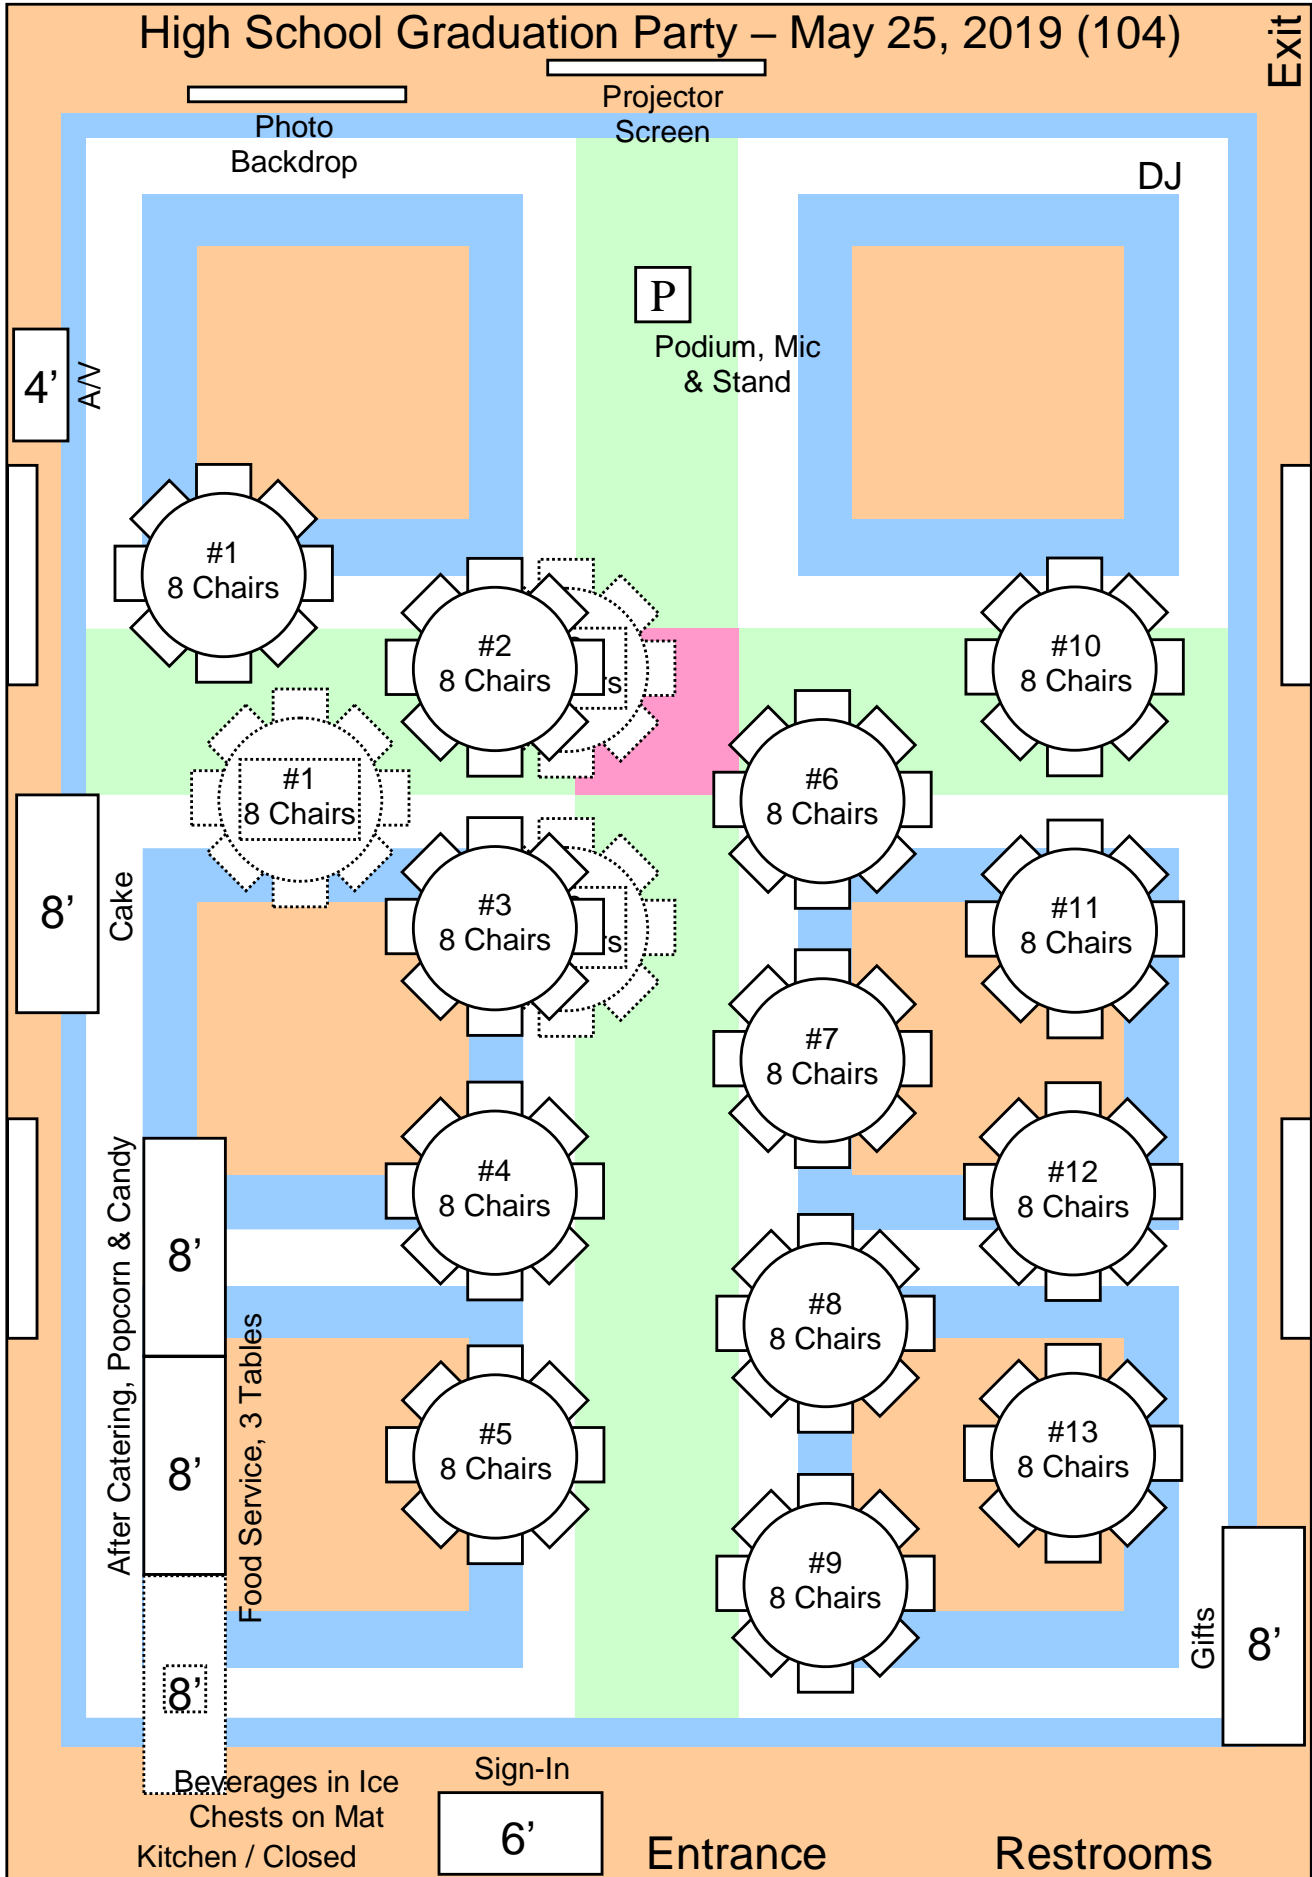 High School Graduation Party – May 25, 2019 (104)
Exit
Projector
Screen
Photo
Backdrop
DJ
P
Podium, Mic
& Stand
4’
A/V
#1
8 Chairs
#2
8 Chairs
#10
8 Chairs
#1
8 Chairs
#6
8 Chairs
8’
Cake
#3
8 Chairs
#11
8 Chairs
#7
8 Chairs
#4
8 Chairs
#12
8 Chairs
After Catering, Popcorn & Candy
8’
8’
8’
Food Service, 3 Tables
#8
8 Chairs
#5
8 Chairs
#13
8 Chairs
#9
8 Chairs
Gifts
8’
Beverages in Ice
Chests on Mat
Kitchen / Closed
Sign-In
6’
Entrance
Restrooms